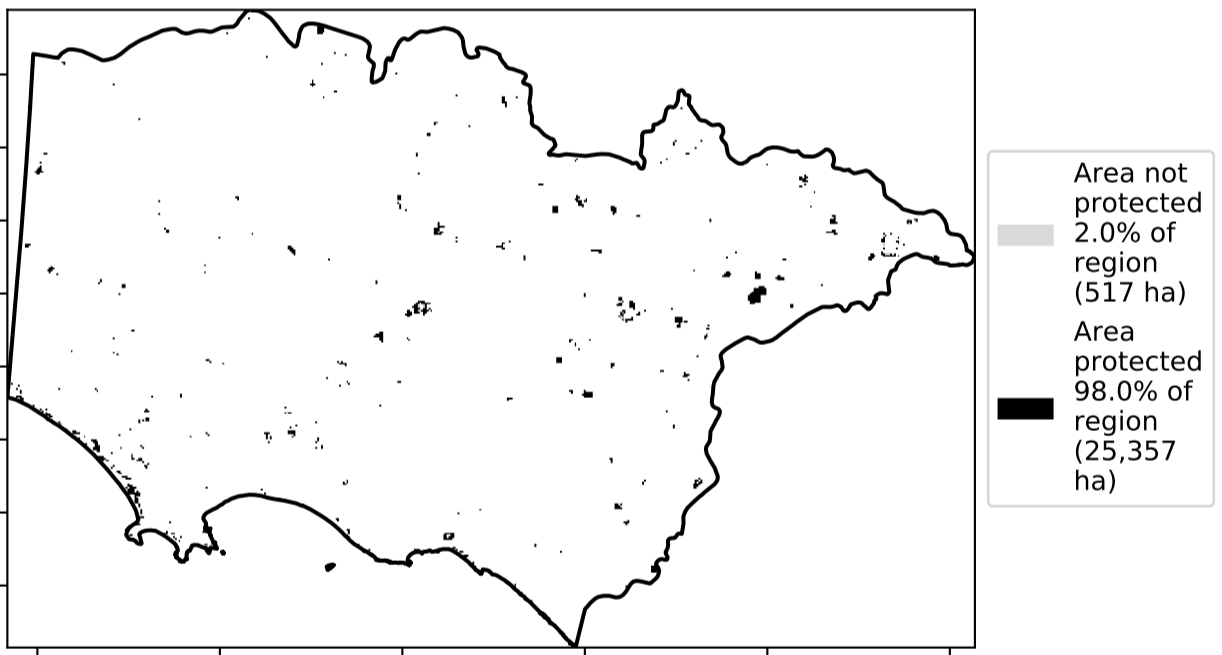 Area not
protected
2.0% of
region
(517 ha)
Area
protected
98.0% of
region
(25,357
ha)